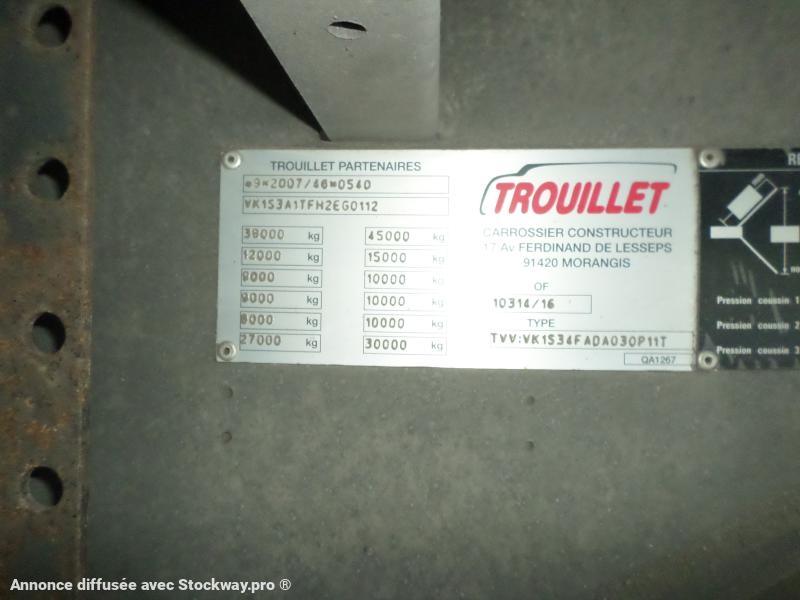 TROUILLET PARTENAIRES
e9*2007/46*0540
VK1S3A1TFH2EG0112
38000 kg 45000 kg
12000 kg 15000 kg
9000 kg 10000 kg
9000 kg 10000 kg
kg 10000 kg
27000 kg 30000 kg
TROUILLET
CARROSSIER CONSTRUCTEUR
17 Av FERDINAND DE LESSEPS
91420 MORANGIS
OF
10314/16
TYPE
TVV:VK1S34FADA030P11T
QA1267
Pression coussin 1
Pression coussin 2
Pression coussin 3
Annonce diffusée avec Stockway.pro ®